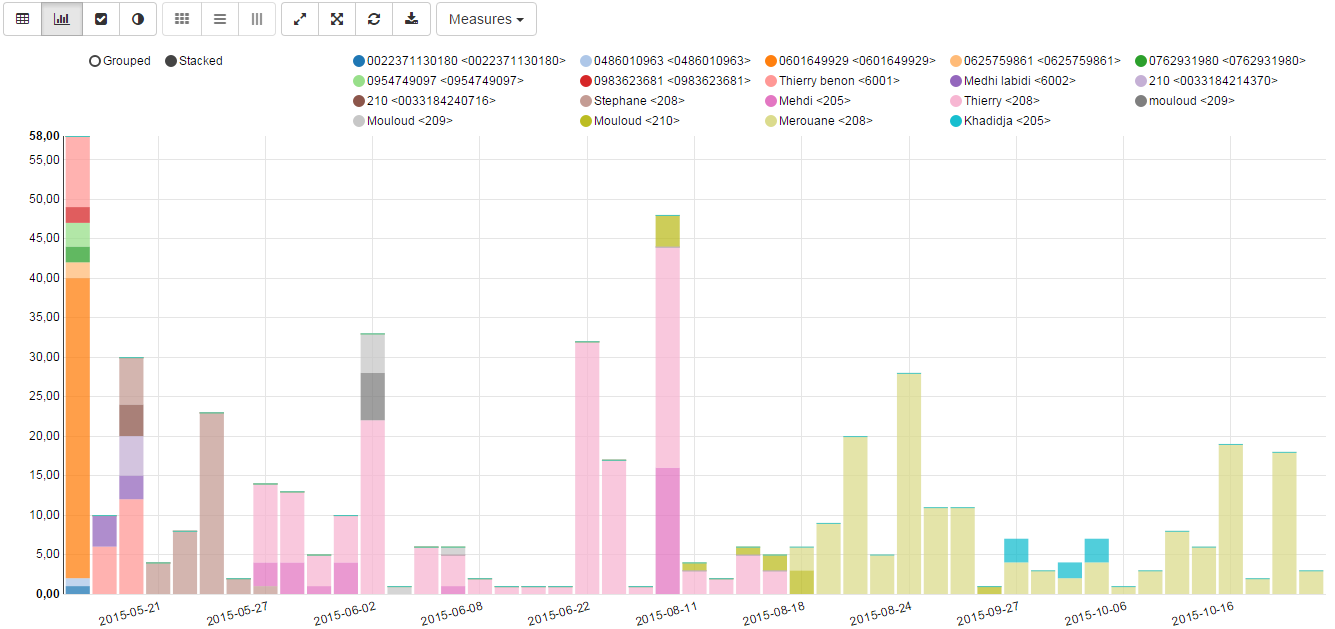 Measures
Grouped Stacked
0022371130180 <0022371130180> 0486010963 <0486010963> 0601649929 <0601649929> 0625759861 <0625759861> 0762931980 <0762931980>
0954749097 <0954749097> 0983623681 <0983623681> Thierry benon <6001> Medhi labidi <6002> 210 <0033184214370>
210 <0033184240716> Stephane <208> Mehdi <205> Thierry <208> mouloud <209>
Mouloud <209> Mouloud <210> Merouane <208> Khadidja <205>
58,00
55,00
50,00
45,00
40,00
35,00
30,00
25,00
20,00
15,00
10,00
5,00
0,00
2015-05-21 2015-05-27 2015-06-02 2015-06-08 2015-06-22 2015-08-11 2015-08-18 2015-08-24 2015-09-27 2015-10-06 2015-10-16